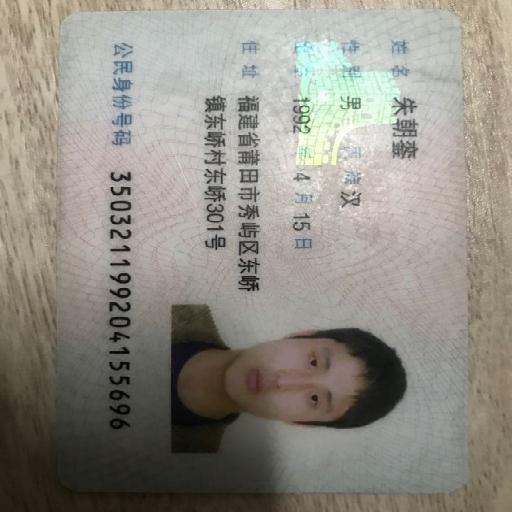 姓名 朱朝銮
性别 男 民族 汉
出生 1992 年 4 月 15 日
住址 福建省莆田市秀屿区东峤
镇东峤村东峤301号
公民身份号码 350321199204155696